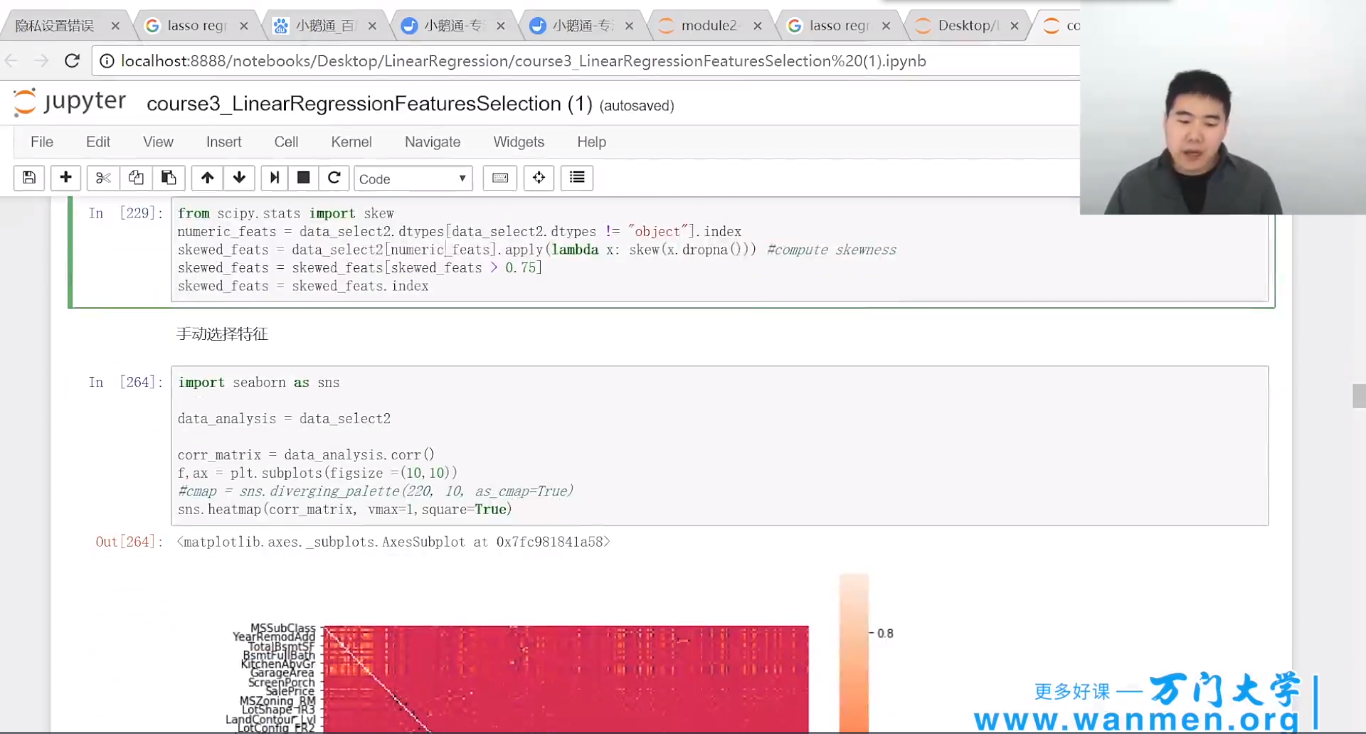 隐私设置错误
lasso regr
小鹅通_百
小鹅通-专
小鹅通-专
module2-
lasso regr
Desktop/L
co
localhost:8888/notebooks/Desktop/LinearRegression/course3_LinearRegressionFeaturesSelection%20(1).ipynb
jupyter course3_LinearRegressionFeaturesSelection (1) (autosaved)
File Edit View Insert Cell Kernel Navigate Widgets Help
Code
In [229]: from scipy.stats import skew
numeric_feats = data_select2.dtypes[data_select2.dtypes != "object"].index
skewed_feats = data_select2[numeric_feats].apply(lambda x: skew(x.dropna())) #compute skewness
skewed_feats = skewed_feats[skewed_feats > 0.75]
skewed_feats = skewed_feats.index
手动选择特征
In [264]: import seaborn as sns
data_analysis = data_select2
corr_matrix = data_analysis.corr()
f,ax = plt.subplots(figsize =(10,10))
#cmap = sns.diverging_palette(220, 10, as_cmap=True)
sns.heatmap(corr_matrix, vmax=1,square=True)
Out[264]: <matplotlib.axes._subplots.AxesSubplot at 0x7fc981841a58>
MSSubClass
YearRemodAdd
TotalBsmtSF
BsmtFullBath
KitchenAbvGr
GarageArea
ScreenPorch
SalePrice
MSZoning_RM
LotShape_IR3
LandContour_Lvl
LotConfig_FR2
0.8
更多好课 — 万门大学
www.wanmen.org